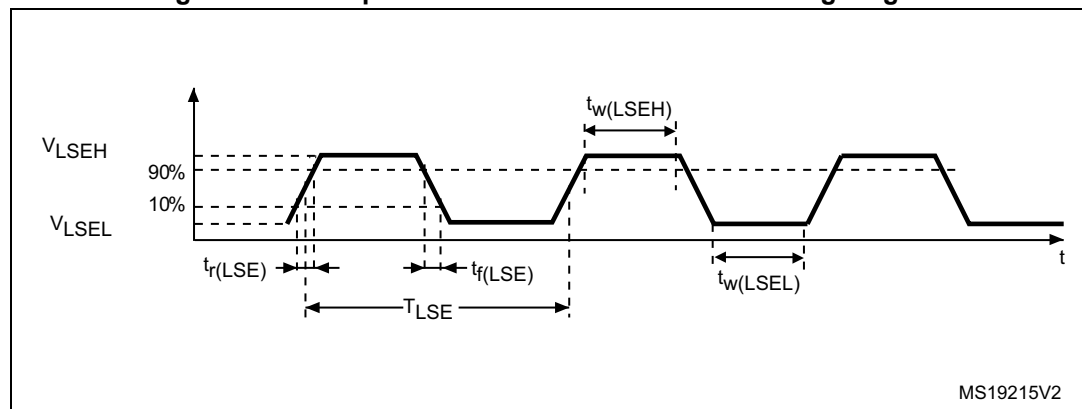 t_w(LSEH)
V_LSEH
90%
10%
V_LSEL
t_r(LSE)
t_f(LSE)
t_w(LSEL)
t
T_LSE
MS19215V2